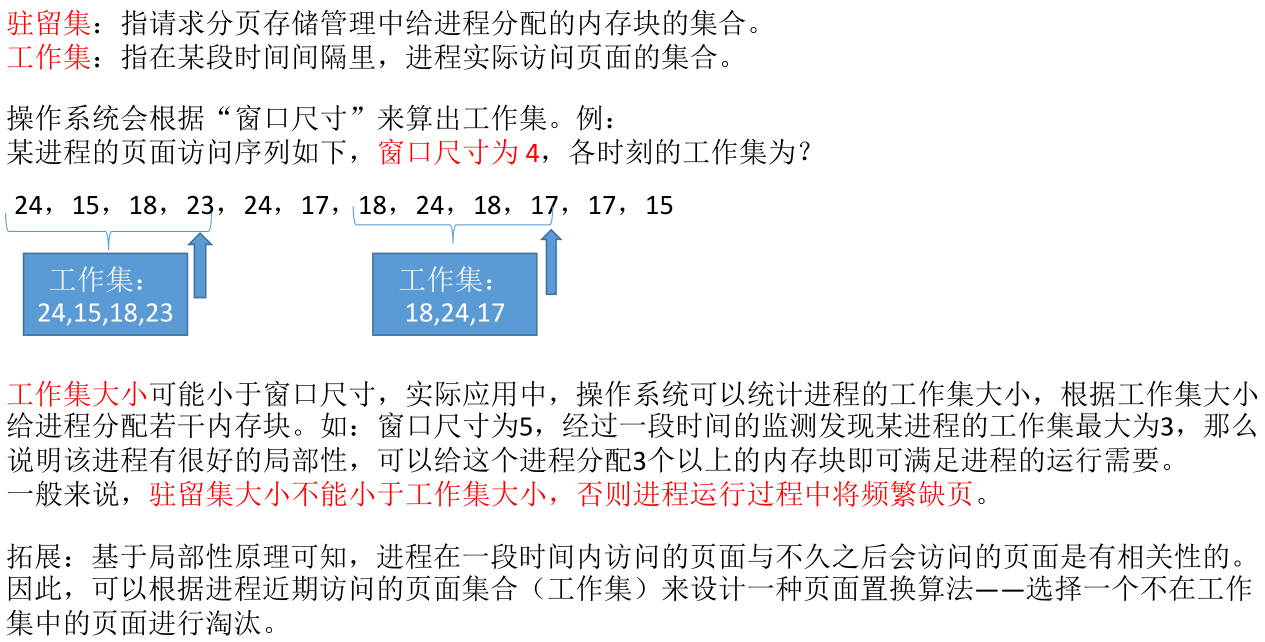 驻留集：指请求分页存储管理中给进程分配的内存块的集合。
工作集：指在某段时间间隔里，进程实际访问页面的集合。
操作系统会根据“窗口尺寸”来算出工作集。例：
某进程的页面访问序列如下，窗口尺寸为 4，各时刻的工作集为？
24，15，18，23，24，17，18，24，18，17，17，15
工作集：
24,15,18,23
工作集：
18,24,17
工作集大小可能小于窗口尺寸，实际应用中，操作系统可以统计进程的工作集大小，根据工作集大小
给进程分配若干内存块。如：窗口尺寸为5，经过一段时间的监测发现某进程的工作集最大为3，那么
说明该进程有很好的局部性，可以给这个进程分配3个以上的内存块即可满足进程的运行需要。
一般来说，驻留集大小不能小于工作集大小，否则进程运行过程中将频繁缺页。
拓展：基于局部性原理可知，进程在一段时间内访问的页面与不久之后会访问的页面是有相关性的。
因此，可以根据进程近期访问的页面集合（工作集）来设计一种页面置换算法——选择一个不在工作
集中的页面进行淘汰。